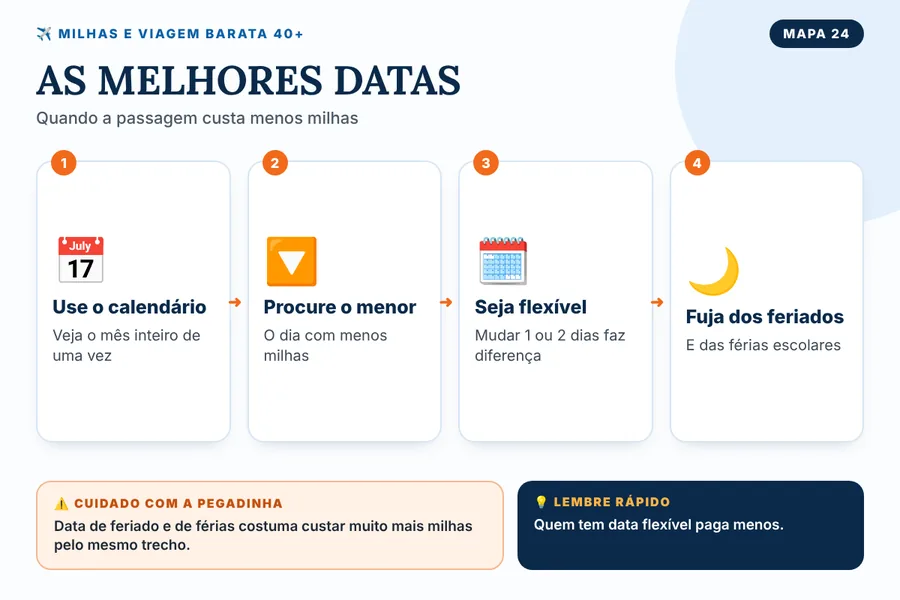 ✈️ MILHAS E VIAGEM BARATA 40+
MAPA 24
AS MELHORES DATAS
Quando a passagem custa menos milhas
1
July
17
Use o calendário
Veja o mês inteiro de
uma vez
➜
2
Procure o menor
O dia com menos
milhas
➜
3
Seja flexível
Mudar 1 ou 2 dias faz
diferença
➜
4
Fuja dos feriados
E das férias escolares
⚠️ CUIDADO COM A PEGADINHA
Data de feriado e de férias costuma custar muito mais milhas
pelo mesmo trecho.
💡 LEMBRE RÁPIDO
Quem tem data flexível paga menos.